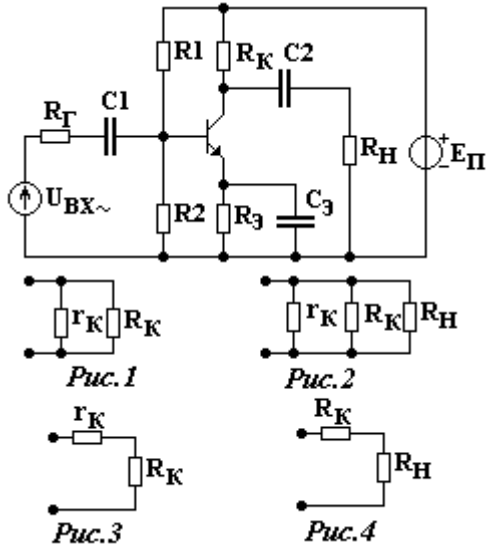 R1 RК C2
RГ C1
RН EП
UВХ~
R2 RЭ CЭ
rК RК
rК RК RН
Рис.1 Рис.2
rК RК
RК RН
Рис.3 Рис.4